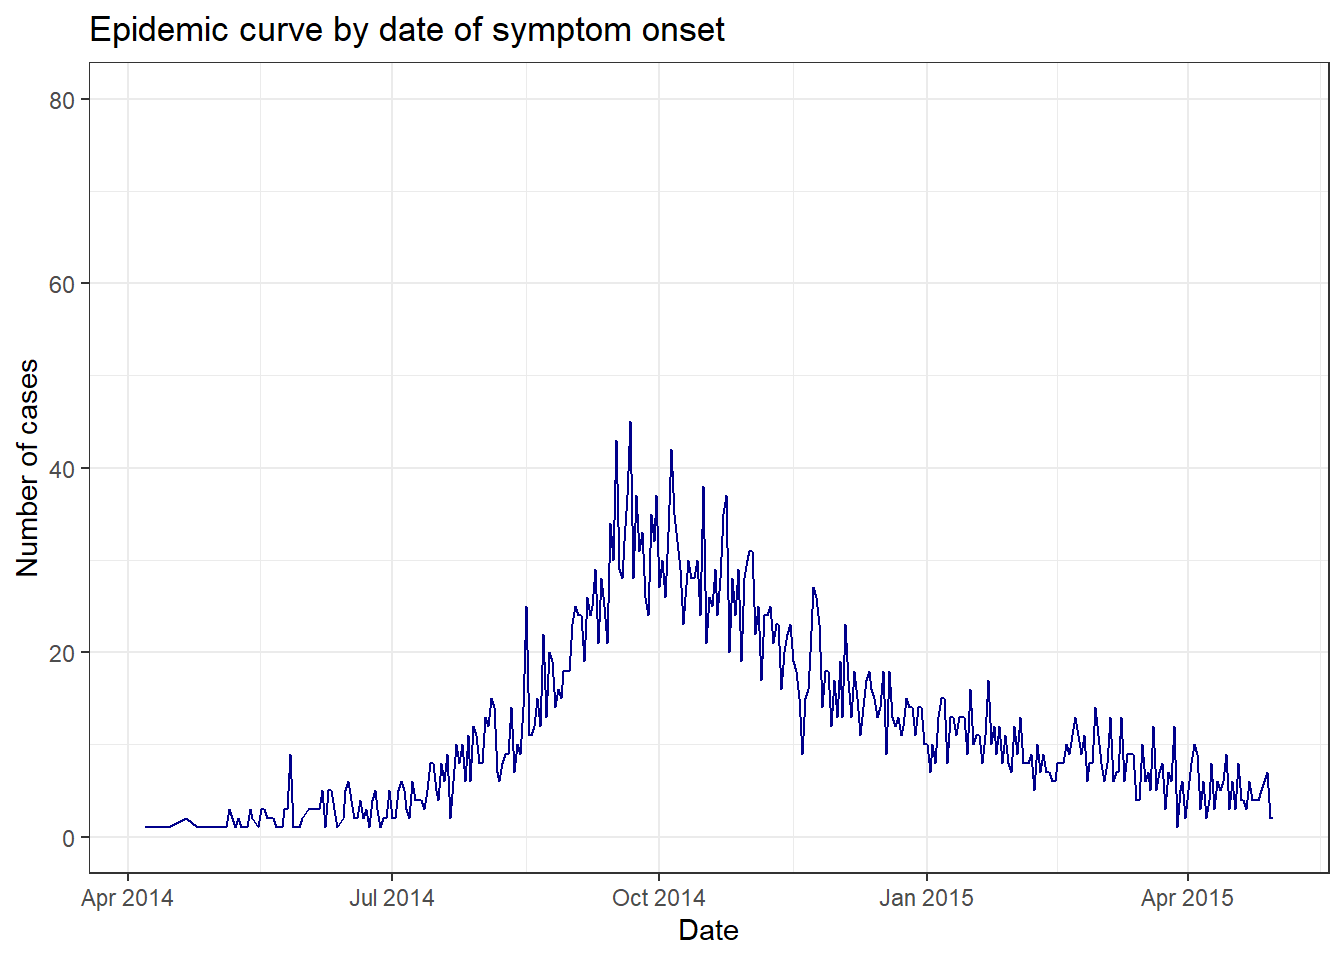 Epidemic curve by date of symptom onset
Number of cases
80
60
40
20
0
Apr 2014
Jul 2014
Oct 2014
Jan 2015
Apr 2015
Date